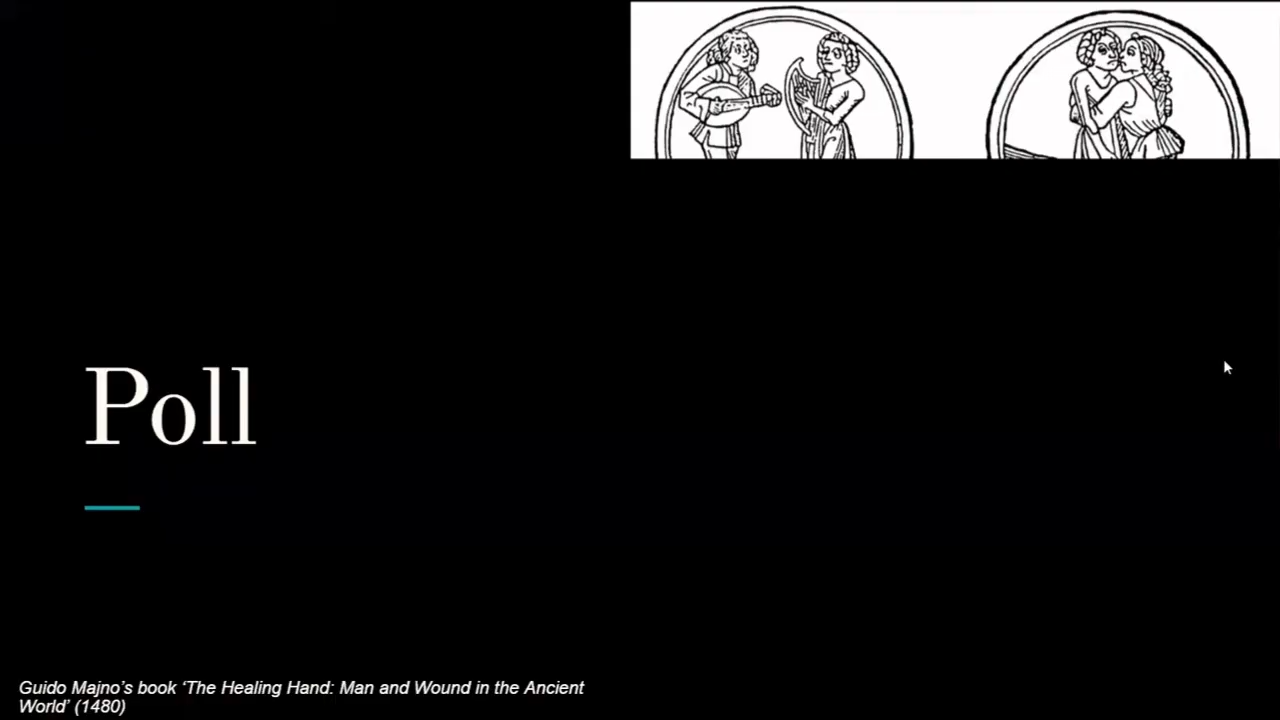 Poll
Guido Majno's book 'The Healing Hand: Man and Wound in the Ancient
World' (1480)